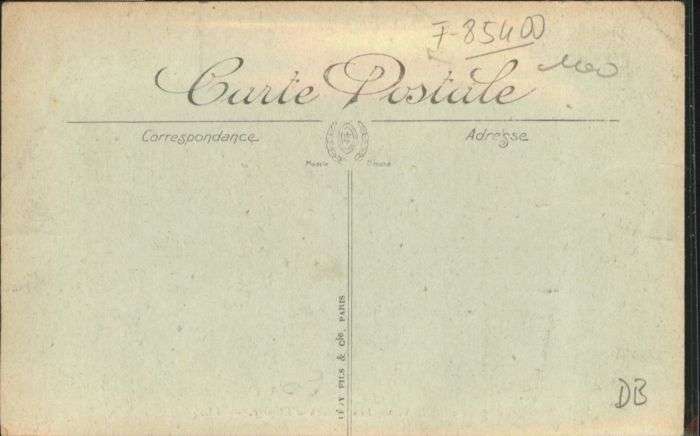 F-85400
Carte Postale
Correspondance
Adresse
LÉVY FILS & Cie, PARIS
DB